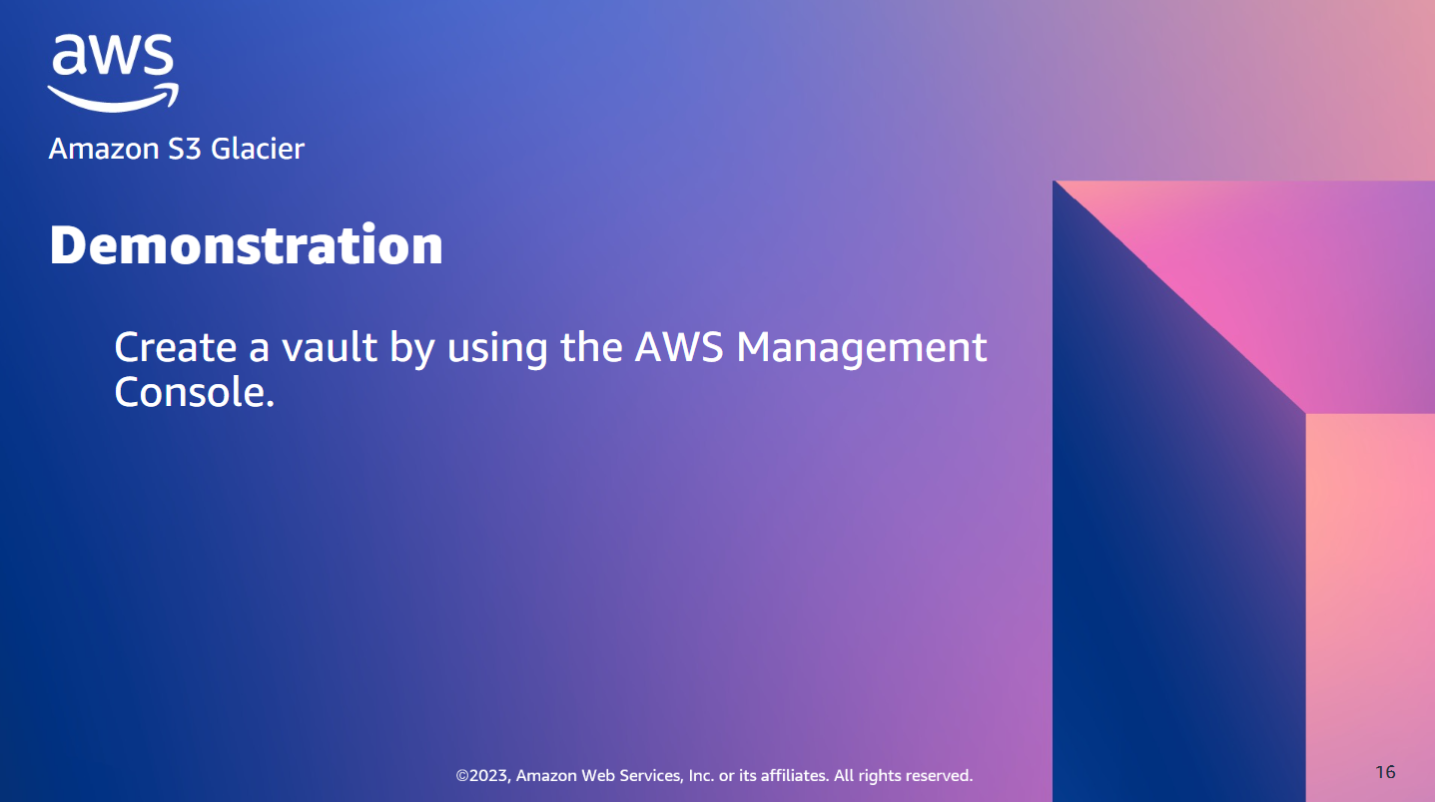 aws
Amazon S3 Glacier
Demonstration
Create a vault by using the AWS Management
Console.
©2023, Amazon Web Services, Inc. or its affiliates. All rights reserved.
16